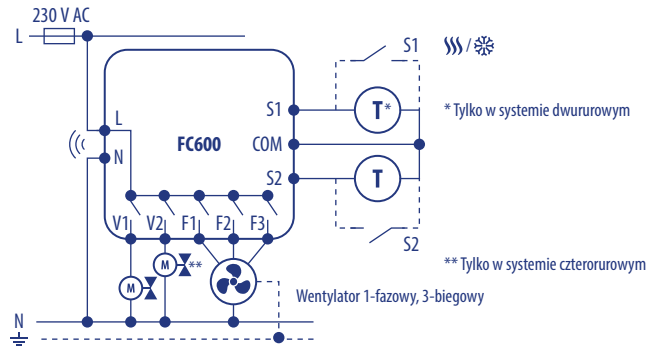 230 V AC
L
S1
/
* Tylko w systemie dwururowym
L
N
FC600
S1
COM
S2
T*
T
V1 V2 F1 F2 F3
S2
M
M
**
** Tylko w systemie czterorurowym
Wentylator 1-fazowy, 3-biegowy
N